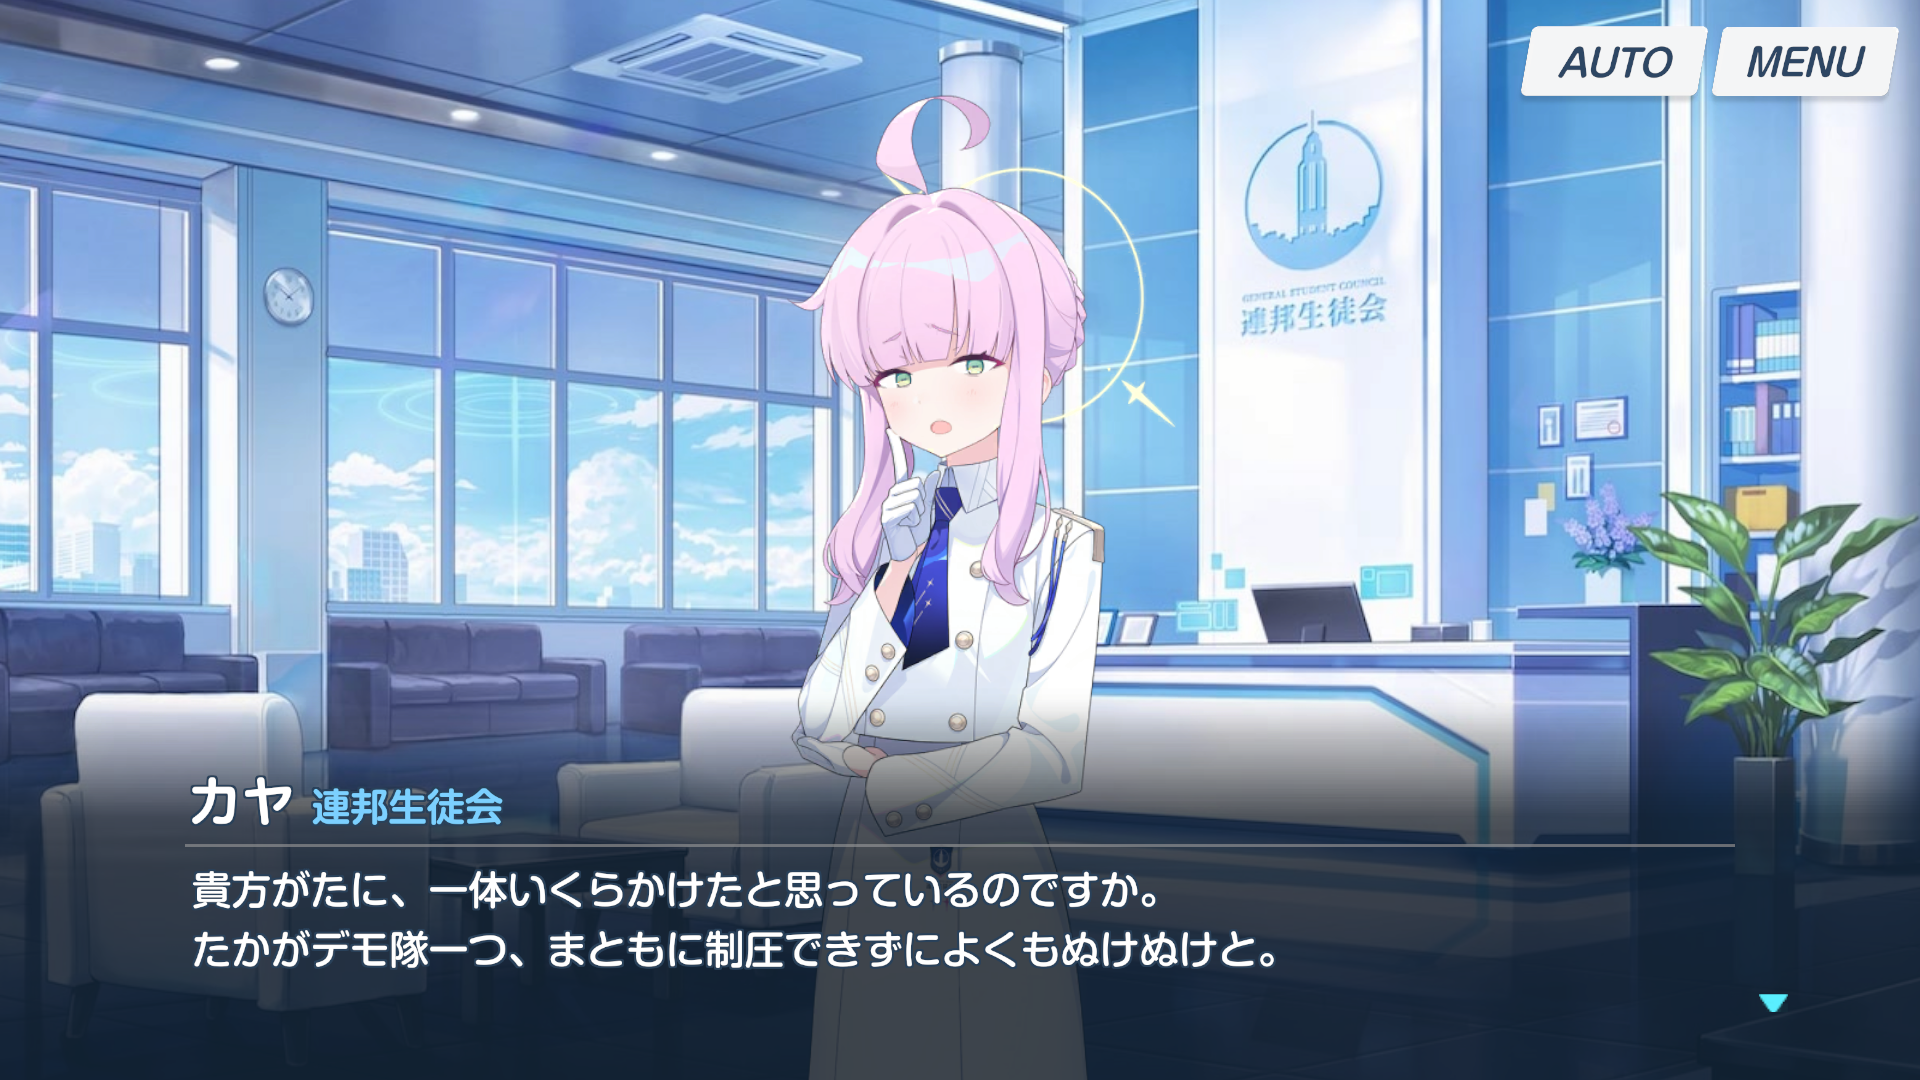 AUTO
MENU
GENERAL STUDENT COUNCIL
連邦生徒会
カヤ 連邦生徒会
貴方がたに、一体いくらかけたと思っているのですか。
たかがデモ隊一つ、まともに制圧できずによくもぬけぬけと。